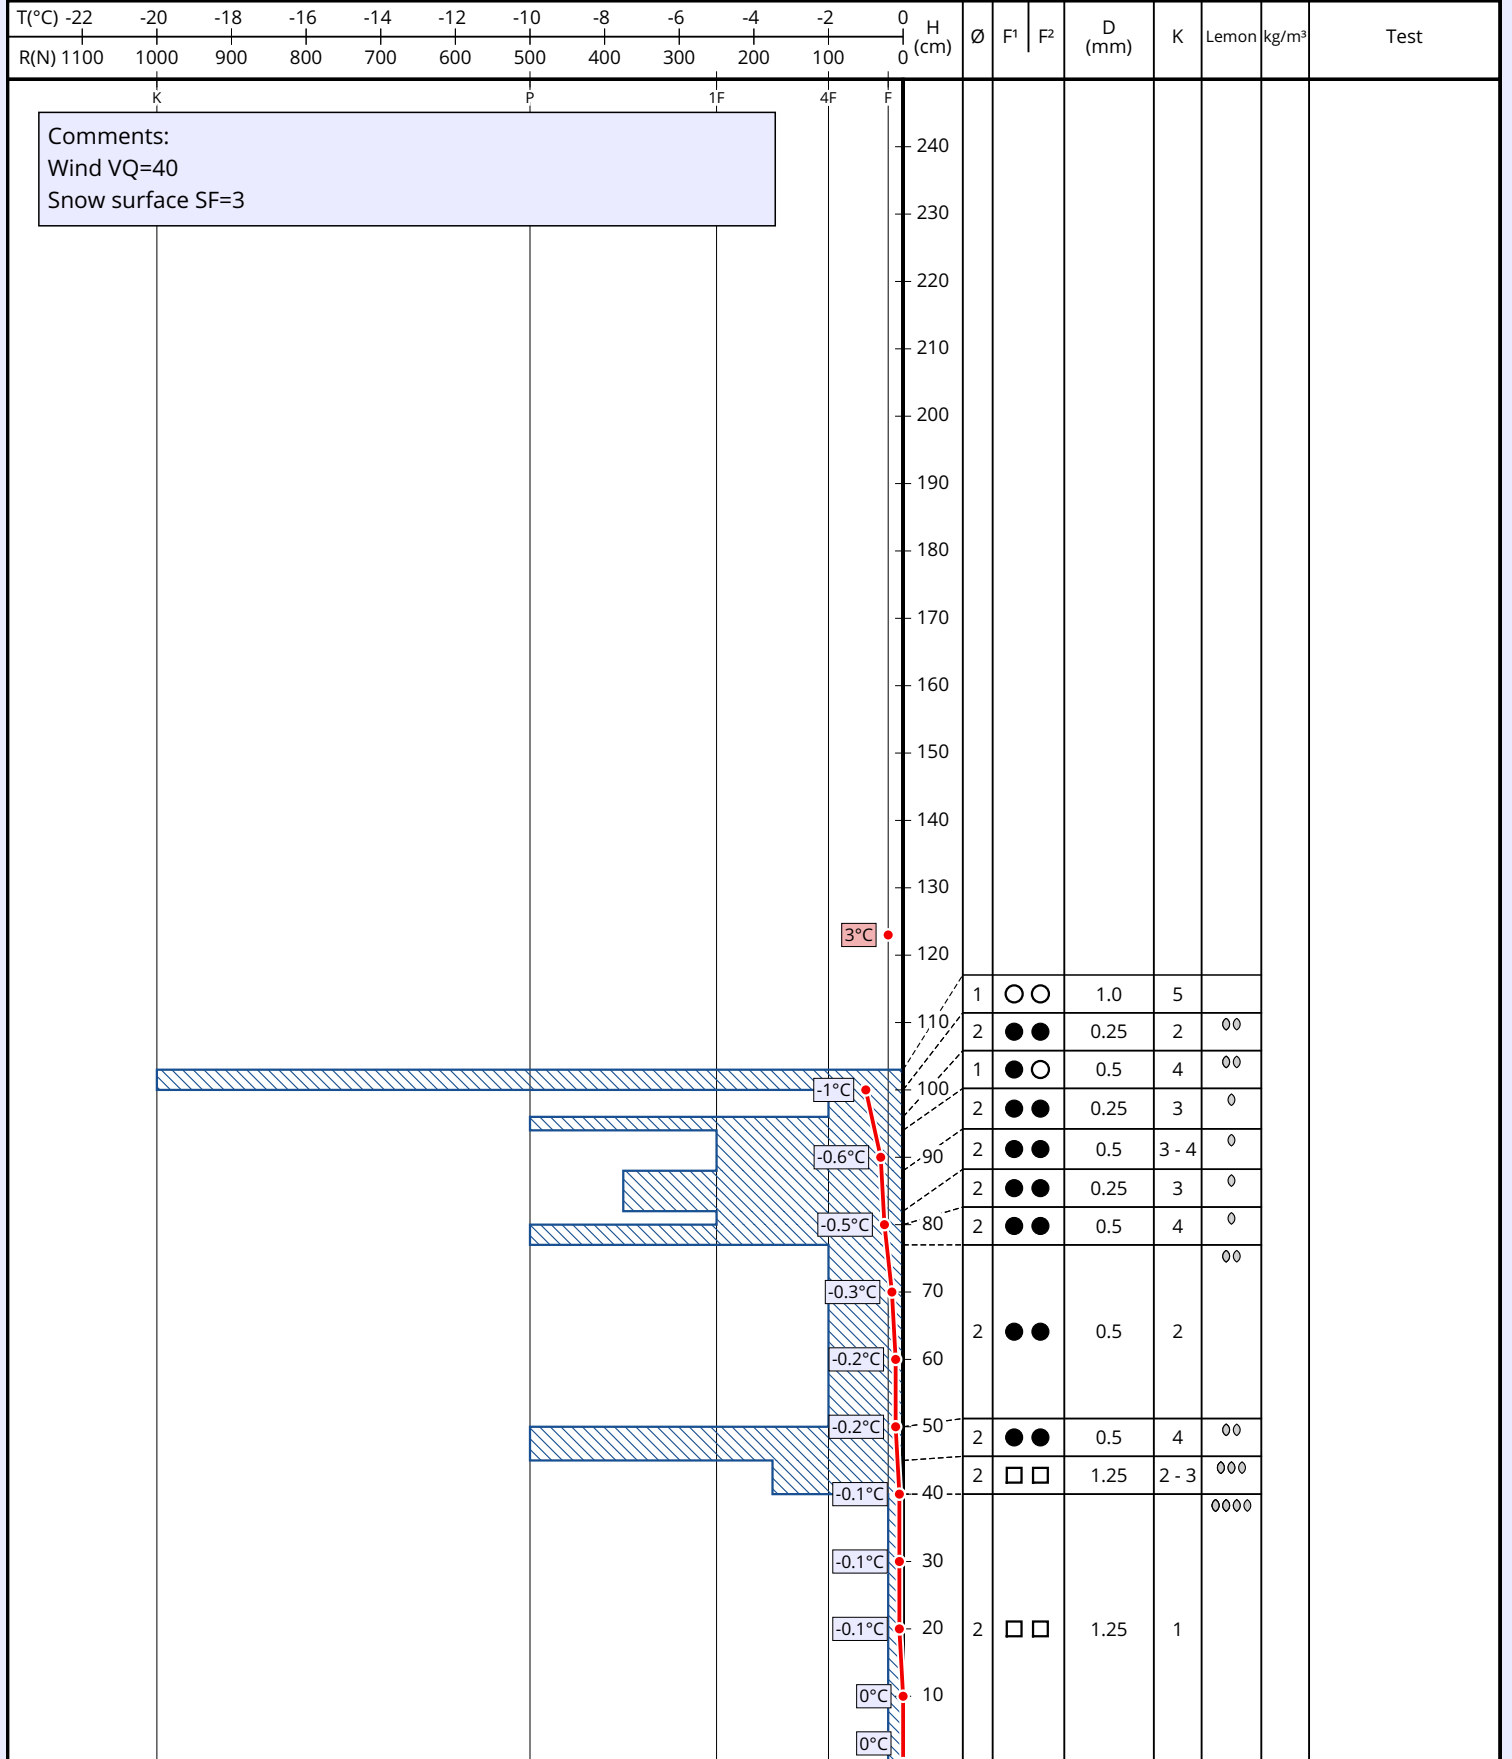 T(°C) -22 -20 -18 -16 -14 -12 -10 -8 -6 -4 -2 0
R(N) 1100 1000 900 800 700 600 500 400 300 200 100 0
H (cm) Ø F¹ F² D (mm) K Lemon kg/m³ Test
K P 1F 4F F
Comments:
Wind VQ=40
Snow surface SF=3
240
230
220
210
200
190
180
170
160
150
140
130
3°C
120
1 1.0 5
110
2 0.25 2
1 0.5 4
-1°C 100
2 0.25 3
2 0.5 3 - 4
-0.6°C 90
2 0.25 3
-0.5°C 80 2 0.5 4
-0.3°C 70
2 0.5 2
-0.2°C 60
-0.2°C 50
2 0.5 4
2 1.25 2 - 3
-0.1°C 40
-0.1°C 30
-0.1°C 20 2 1.25 1
0°C 10
0°C